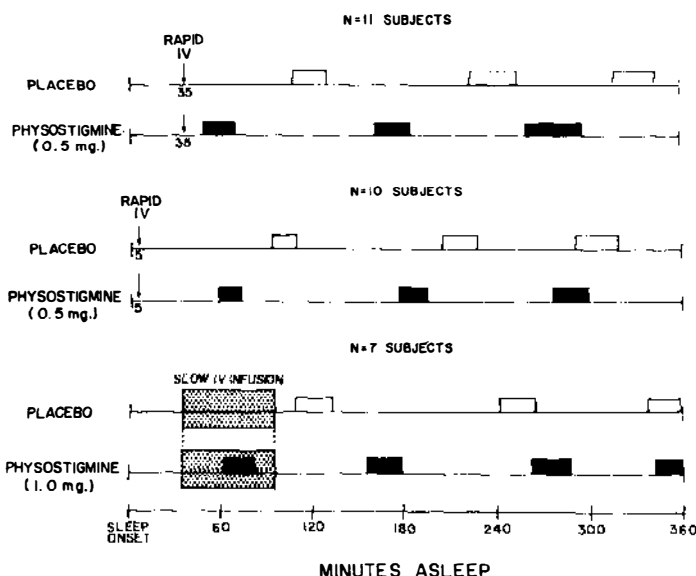 N=11 SUBJECTS
RAPID
IV
PLACEBO
35
PHYSOSTIGMINE
(0.5 mg.)
35
N=10 SUBJECTS
RAPID
IV
PLACEBO
5
PHYSOSTIGMINE
(0.5 mg.)
5
N=7 SUBJECTS
SLOW IV INFUSION
PLACEBO
PHYSOSTIGMINE
(1.0 mg.)
SLEEP
ONSET
60
120
180
240
300
360
MINUTES ASLEEP